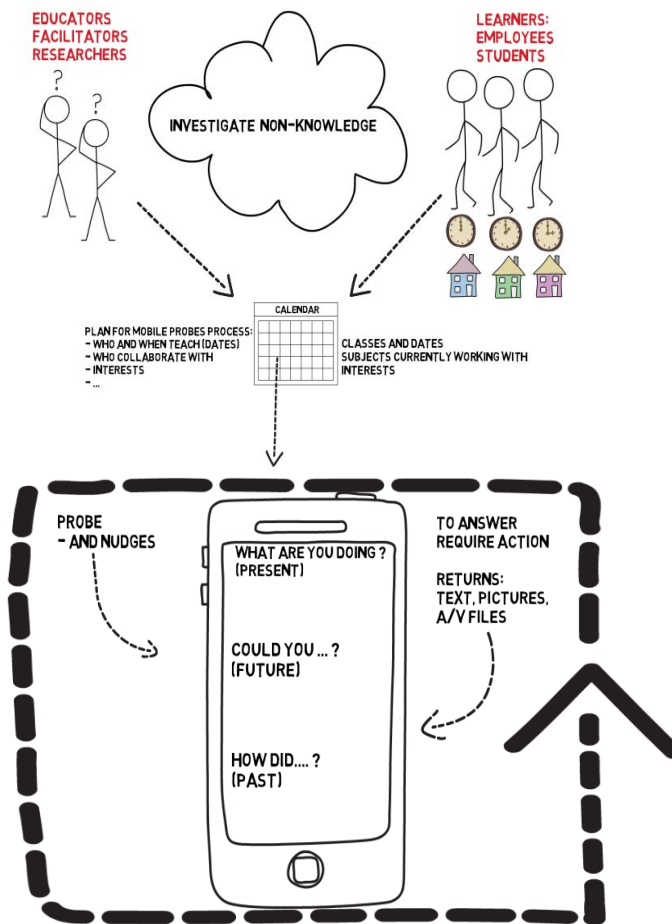 EDUCATORS
FACILITATORS
RESEARCHERS
LEARNERS:
EMPLOYEES
STUDENTS
?
?
INVESTIGATE NON-KNOWLEDGE
CALENDAR
PLAN FOR MOBILE PROBES PROCESS:
- WHO AND WHEN TEACH (DATES)
- WHO COLLABORATE WITH
- INTERESTS
- ...
CLASSES AND DATES
SUBJECTS CURRENTLY WORKING WITH
INTERESTS
PROBE
- AND NUDGES
WHAT ARE YOU DOING ?
(PRESENT)
COULD YOU ... ?
(FUTURE)
HOW DID.... ?
(PAST)
TO ANSWER
REQUIRE ACTION
RETURNS:
TEXT, PICTURES,
A/V FILES